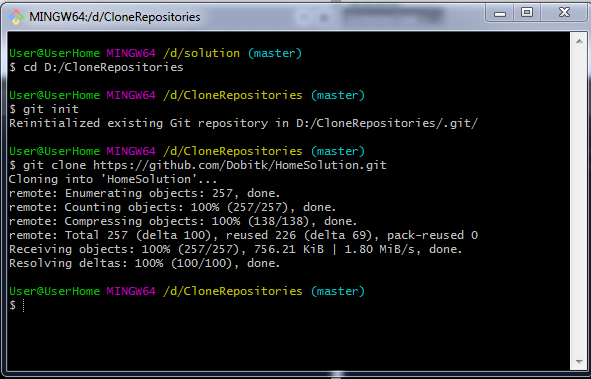 MINGW64:/d/CloneRepositories
User@UserHome MINGW64 /d/solution (master)
$ cd D:/CloneRepositories
User@UserHome MINGW64 /d/CloneRepositories (master)
$ git init
Reinitialized existing Git repository in D:/CloneRepositories/.git/
User@UserHome MINGW64 /d/CloneRepositories (master)
$ git clone https://github.com/Dobitk/HomeSolution.git
Cloning into 'HomeSolution'...
remote: Enumerating objects: 257, done.
remote: Counting objects: 100% (257/257), done.
remote: Compressing objects: 100% (138/138), done.
remote: Total 257 (delta 100), reused 226 (delta 69), pack-reused 0
Receiving objects: 100% (257/257), 756.21 KiB | 1.80 MiB/s, done.
Resolving deltas: 100% (100/100), done.
User@UserHome MINGW64 /d/CloneRepositories (master)
$